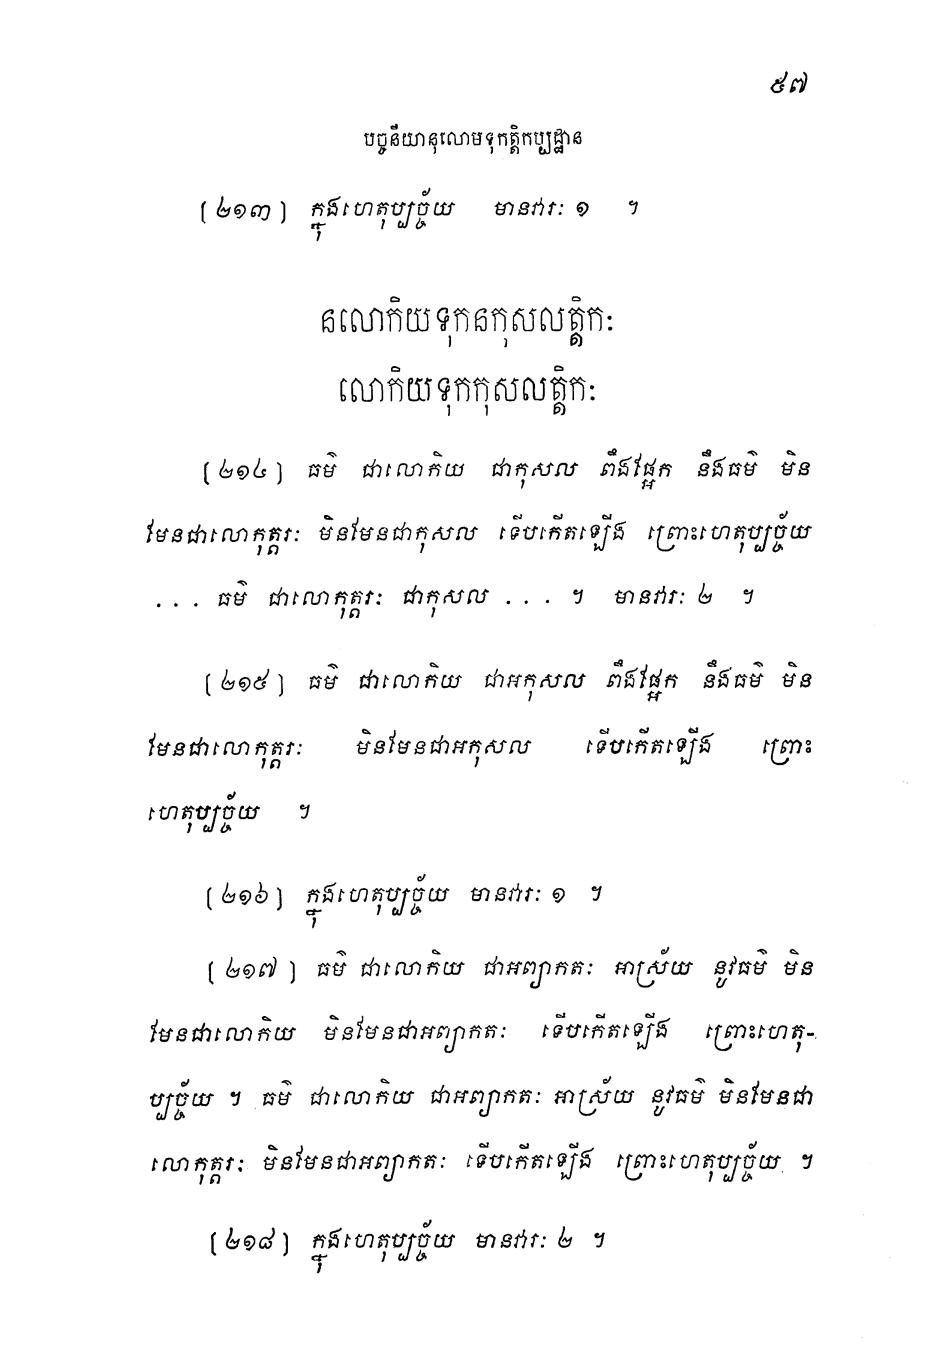 ៥៧
បច្ចនីយានុលោមទុកត្តិកប្បដ្ឋាន
[២១៣] ក្នុងហេតុប្បច្ច័យ មានវារៈ ១ ។
នលោកិយទុកនកុសលត្តិកៈ
លោកិយទុកកុសលត្តិកៈ
[២១៤] ធម៌ ជាលោកិយ ជាកុសល ពឹងផ្អែក នឹងធម៌ មិន
មែនជាលោកុត្តរៈ មិនមែនជាកុសល ទើបកើតឡើង ព្រោះហេតុប្បច្ច័យ
... ធម៌ ជាលោកុត្តរៈ ជាកុសល ... ។ មានវារៈ ២ ។
[២១៥] ធម៌ ជាលោកិយ ជាអកុសល ពឹងផ្អែក នឹងធម៌ មិន
មែនជាលោកុត្តរៈ មិនមែនជាអកុសល ទើបកើតឡើង ព្រោះ
ហេតុប្បច្ច័យ ។
[២១៦] ក្នុងហេតុប្បច្ច័យ មានវារៈ ១ ។
[២១៧] ធម៌ ជាលោកិយ ជាអព្យាកតៈ អាស្រ័យ នូវធម៌ មិន
មែនជាលោកិយ មិនមែនជាអព្យាកតៈ ទើបកើតឡើង ព្រោះហេតុ-
ប្បច្ច័យ ។ ធម៌ ជាលោកិយ ជាអព្យាកតៈ អាស្រ័យ នូវធម៌ មិនមែនជា
លោកុត្តរៈ មិនមែនជាអព្យាកតៈ ទើបកើតឡើង ព្រោះហេតុប្បច្ច័យ ។
[២១៨] ក្នុងហេតុប្បច្ច័យ មានវារៈ ២ ។